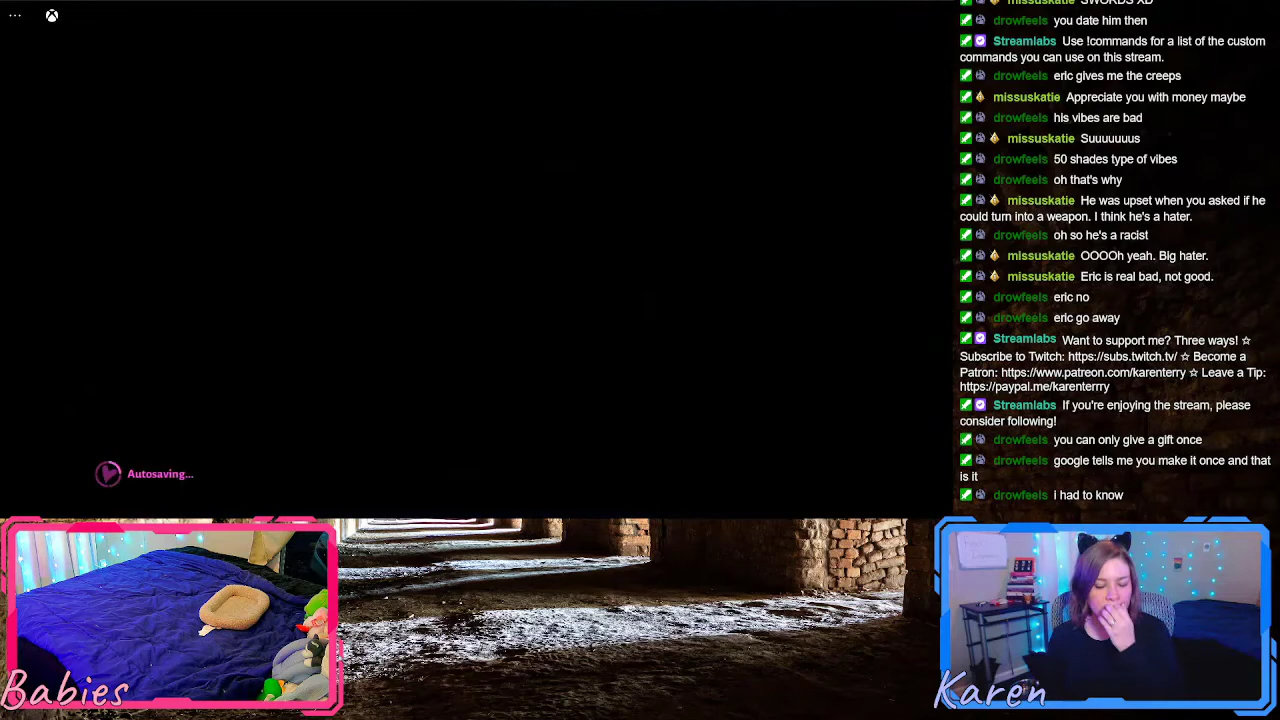 missuskatie SWORDS XD
drowfeels you date him then
Streamlabs Use !commands for a list of the custom
commands you can use on this stream.
drowfeels eric gives me the creeps
missuskatie Appreciate you with money maybe
drowfeels his vibes are bad
missuskatie Suuuuuuus
drowfeels 50 shades type of vibes
drowfeels oh that's why
missuskatie He was upset when you asked if he
could turn into a weapon. I think he's a hater.
drowfeels oh so he's a racist
missuskatie OOOOh yeah. Big hater.
missuskatie Eric is real bad, not good.
drowfeels eric no
drowfeels eric go away
Streamlabs Want to support me? Three ways! ☆
Subscribe to Twitch: https://subs.twitch.tv/ ☆ Become a
Patron: https://www.patreon.com/karenterry ☆ Leave a Tip:
https://paypal.me/karenterrry
Streamlabs If you're enjoying the stream, please
consider following!
drowfeels you can only give a gift once
drowfeels google tells me you make it once and that
is it
drowfeels i had to know
Autosaving...
Babies
Karen